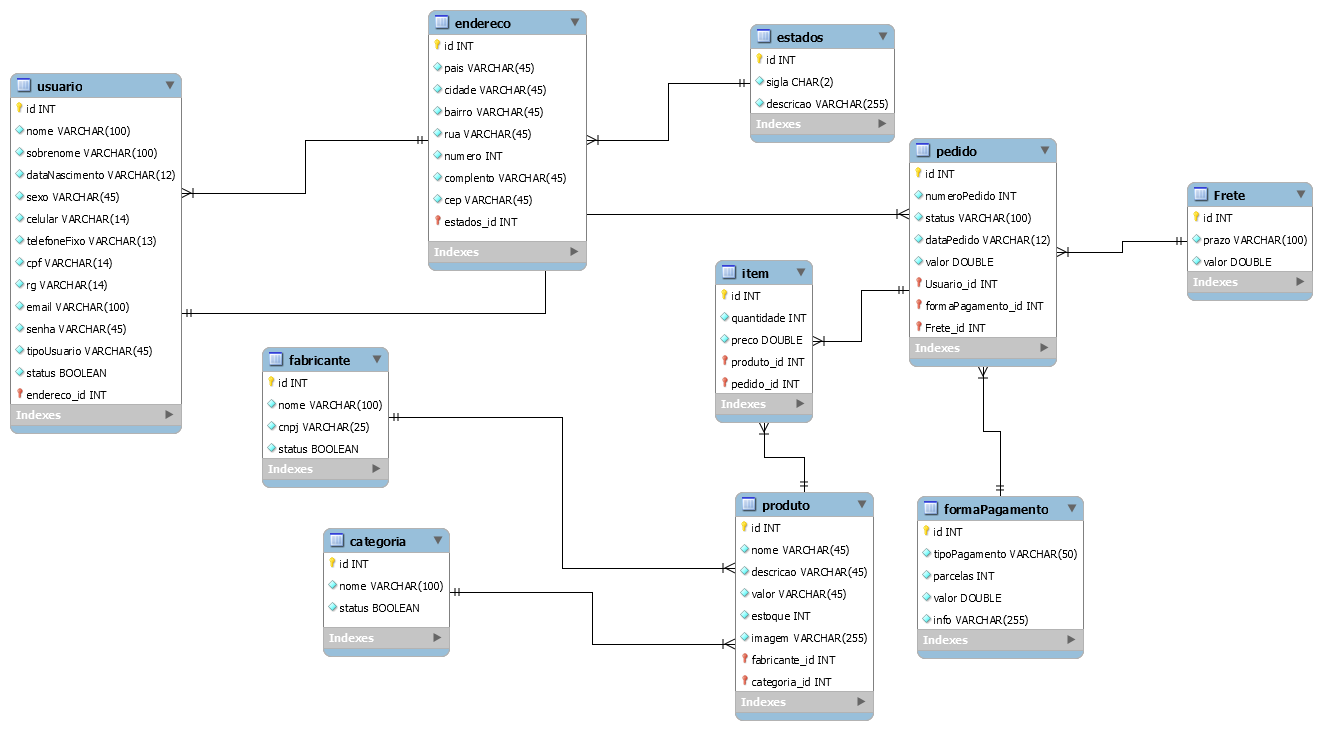 usuario
id INT
nome VARCHAR(100)
sobrenome VARCHAR(100)
dataNascimento VARCHAR(12)
sexo VARCHAR(45)
celular VARCHAR(14)
telefoneFixo VARCHAR(13)
cpf VARCHAR(14)
rg VARCHAR(14)
email VARCHAR(100)
senha VARCHAR(45)
tipoUsuario VARCHAR(45)
status BOOLEAN
endereco_id INT
Indexes
endereco
id INT
pais VARCHAR(45)
cidade VARCHAR(45)
bairro VARCHAR(45)
rua VARCHAR(45)
numero INT
complento VARCHAR(45)
cep VARCHAR(45)
estados_id INT
Indexes
estados
id INT
sigla CHAR(2)
descricao VARCHAR(255)
Indexes
pedido
id INT
numeroPedido INT
status VARCHAR(100)
dataPedido VARCHAR(12)
valor DOUBLE
Usuario_id INT
formaPagamento_id INT
Frete_id INT
Indexes
Frete
id INT
prazo VARCHAR(100)
valor DOUBLE
Indexes
item
id INT
quantidade INT
preco DOUBLE
produto_id INT
pedido_id INT
Indexes
fabricante
id INT
nome VARCHAR(100)
cnpj VARCHAR(25)
status BOOLEAN
Indexes
categoria
id INT
nome VARCHAR(100)
status BOOLEAN
Indexes
produto
id INT
nome VARCHAR(45)
descricao VARCHAR(45)
valor VARCHAR(45)
estoque INT
imagem VARCHAR(255)
fabricante_id INT
categoria_id INT
Indexes
formaPagamento
id INT
tipoPagamento VARCHAR(50)
parcelas INT
valor DOUBLE
info VARCHAR(255)
Indexes